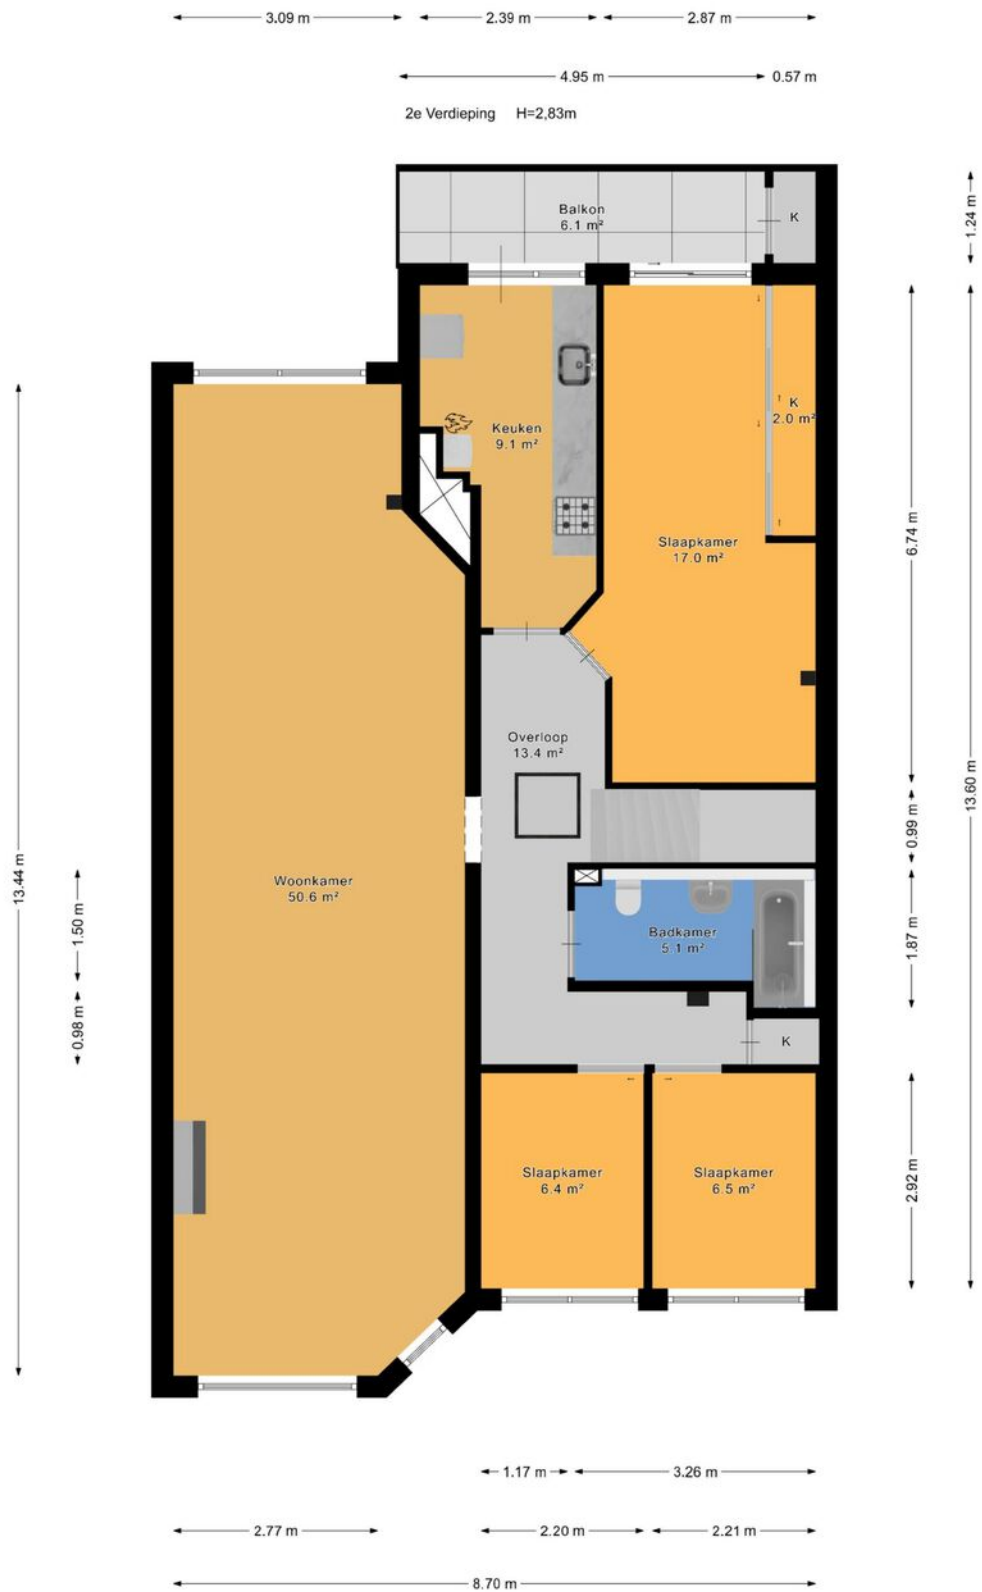 3.09 m
2.39 m
2.87 m
4.95 m
0.57 m
2e Verdieping H=2,83m
Balkon
6.1 m²
K
1.24 m
K
2.0 m²
Keuken
9.1 m²
Slaapkamer
17.0 m²
6.74 m
Overloop
13.4 m²
13.60 m
0.99 m
Woonkamer
50.6 m²
13.44 m
1.50 m
Badkamer
5.1 m²
1.87 m
0.98 m
K
Slaapkamer
6.4 m²
Slaapkamer
6.5 m²
2.92 m
1.17 m
3.26 m
2.77 m
2.20 m
2.21 m
8.70 m